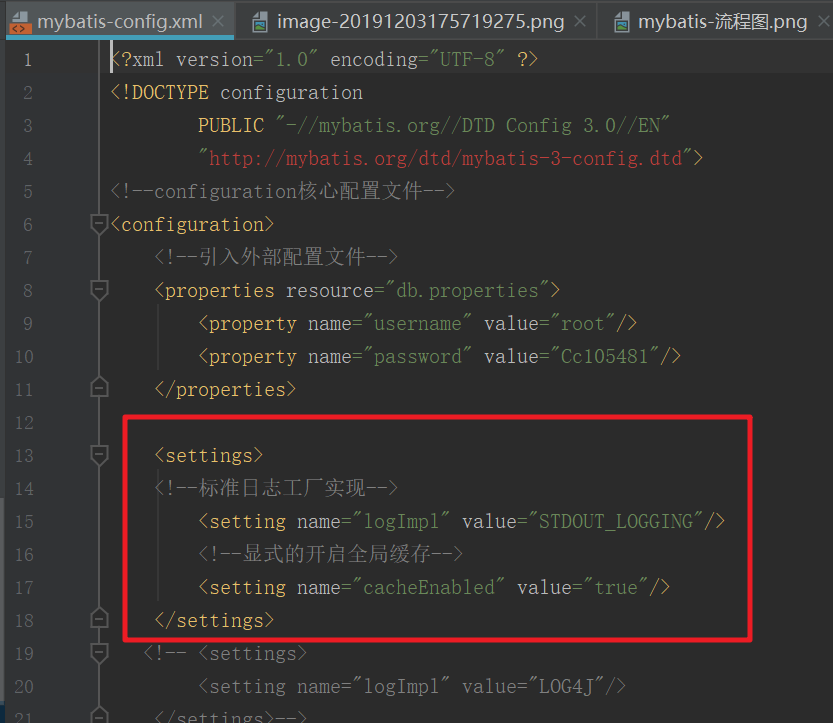 mybatis-config.xml × image-20191203175719275.png × mybatis-流程图.png ×
1 <?xml version="1.0" encoding="UTF-8" ?>
2 <!DOCTYPE configuration
3 PUBLIC "-//mybatis.org//DTD Config 3.0//EN"
4 "http://mybatis.org/dtd/mybatis-3-config.dtd">
5 <!--configuration核心配置文件-->
6 <configuration>
7 <!--引入外部配置文件-->
8 <properties resource="db.properties">
9 <property name="username" value="root"/>
10 <property name="password" value="Cc105481"/>
11 </properties>
12
13 <settings>
14 <!--标准日志工厂实现-->
15 <setting name="logImpl" value="STDOUT_LOGGING"/>
16 <!--显式的开启全局缓存-->
17 <setting name="cacheEnabled" value="true"/>
18 </settings>
19 <!-- <settings>
20 <setting name="logImpl" value="LOG4J"/>
21 </settings>-->